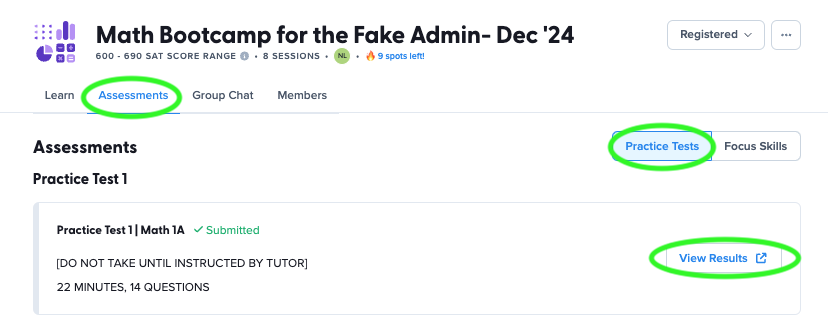 Math Bootcamp for the Fake Admin- Dec '24
Registered
600 - 690 SAT SCORE RANGE • 8 SESSIONS • NL • 9 spots left!
Learn Assessments Group Chat Members
Assessments
Practice Tests Focus Skills
Practice Test 1
Practice Test 1 | Math 1A Submitted
[DO NOT TAKE UNTIL INSTRUCTED BY TUTOR]
View Results
22 MINUTES, 14 QUESTIONS